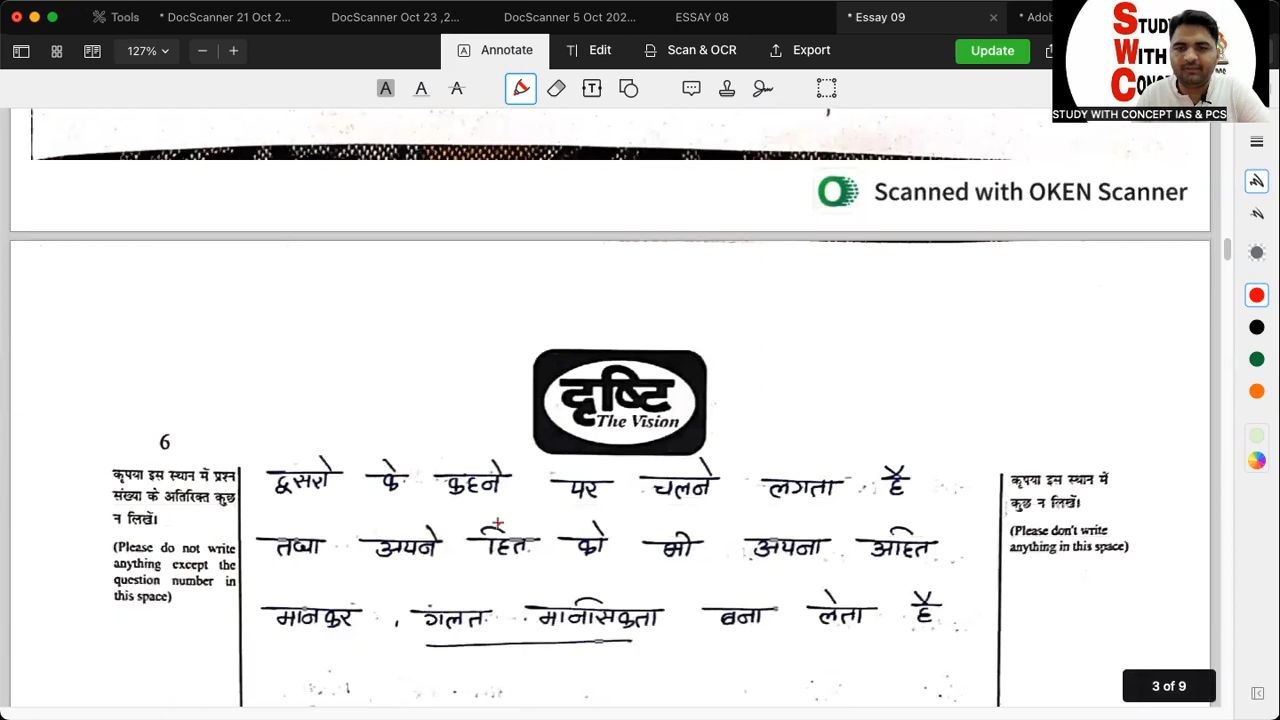 Tools
* DocScanner 21 Oct 2...
DocScanner Oct 23 ,2...
DocScanner 5 Oct 202...
ESSAY 08
* Essay 09
* Adob
STUDY
WITH
CONCEPT
STUDY WITH CONCEPT IAS & PCS
127%
Annotate
Edit
Scan & OCR
Export
Update
Scanned with OKEN Scanner
दृष्टि
The Vision
6
कृपया इस स्थान में प्रश्न
संख्या के अतिरिक्त कुछ
न लिखें।
(Please do not write
anything except the
question number in
this space)
दूसरो के कहने पर चलने लगता है
तथा अपने हित को भी अपना अहित
मानकर , गलत मानसिकता बना लेता है
कृपया इस स्थान में
कुछ न लिखें।
(Please don't write
anything in this space)
3 of 9